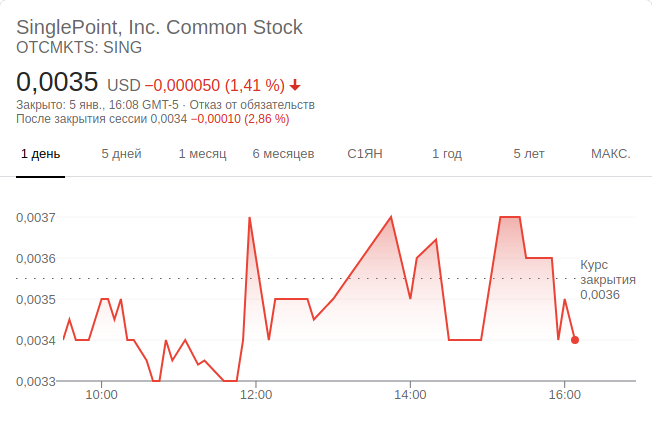 SinglePoint, Inc. Common Stock
OTCMKTS: SING
0,0035 USD −0,000050 (1,41 %)
Закрыто: 5 янв., 16:08 GMT-5 · Отказ от обязательств
После закрытия сессии 0,0034 −0,00010 (2,86 %)
1 день 5 дней 1 месяц 6 месяцев С1ЯН 1 год 5 лет МАКС.
0,0037
0,0036
Курс
закрытия
0,0036
0,0035
0,0034
0,0033
10:00 12:00 14:00 16:00